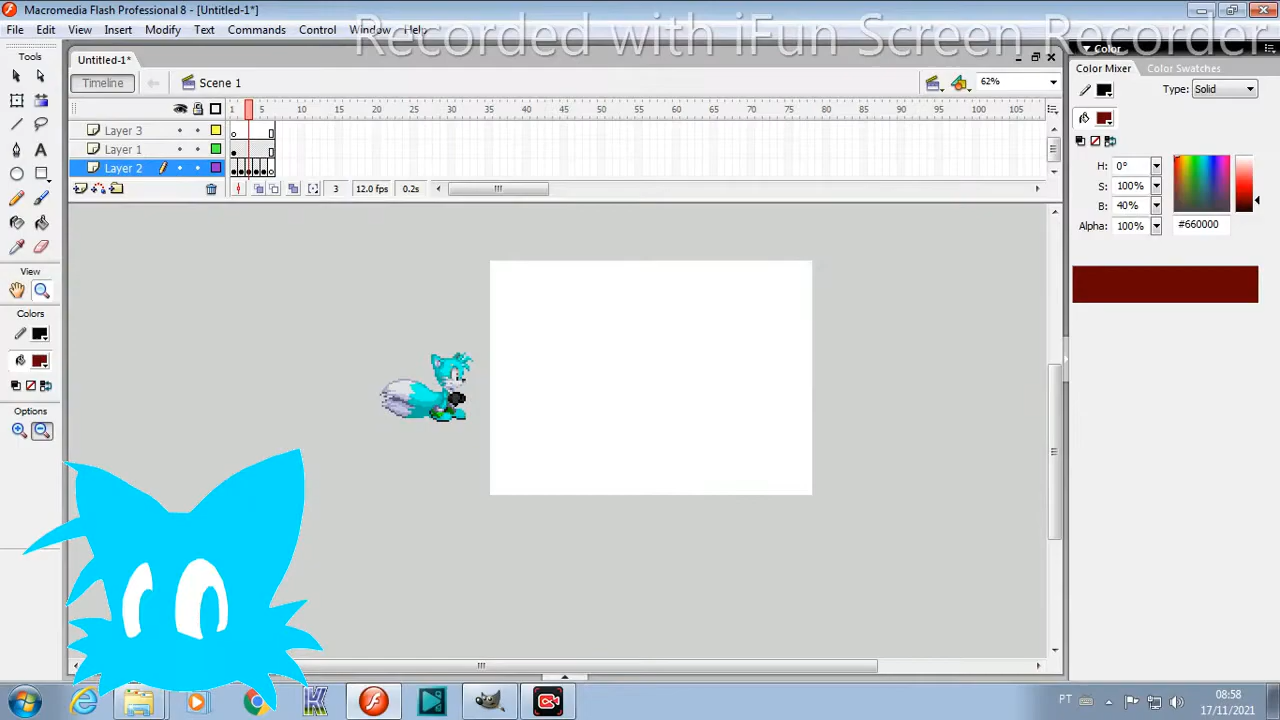 Macromedia Flash Professional 8 - [Untitled-1*]
File Edit View Insert Modify Text Commands Control Window Help
Recorded with iFun Screen Recorder
Tools
Untitled-1*
Color
Timeline
Scene 1
62%
Color Mixer
Color Swatches
Type: Solid
1 5 10 15 20 25 30 35 40 45 50 55 60 65 70 75 80 85 90 95 100 105
Layer 3
Layer 1
Layer 2
3 12.0 fps 0.2s
H: 0°
S: 100%
B: 40%
Alpha: 100%
#660000
View
Colors
Options
PT
08:58
17/11/2021